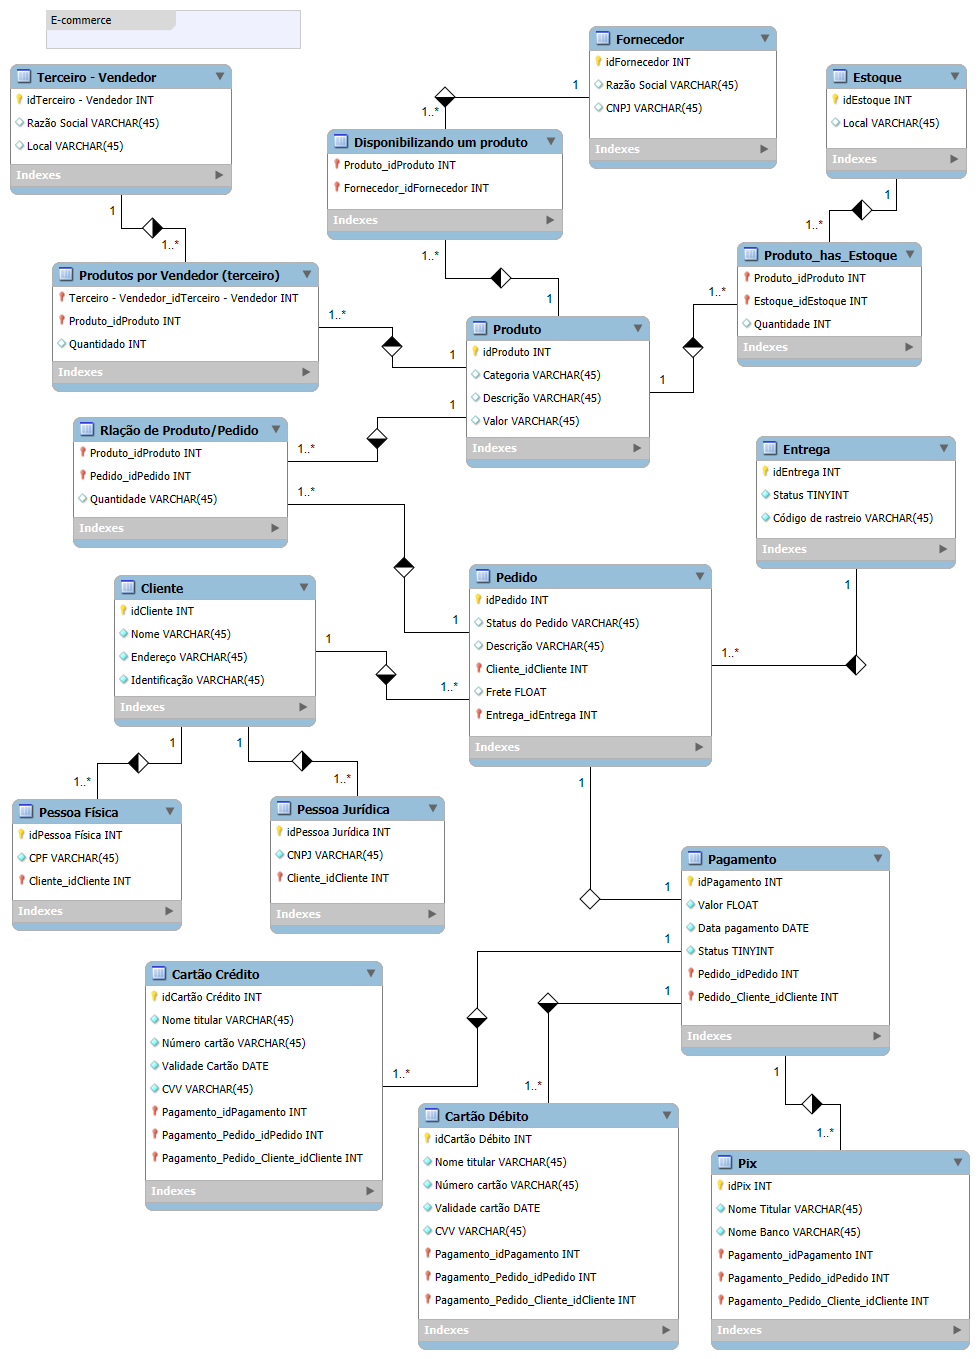 E-commerce
Terceiro - Vendedor
idTerceiro - Vendedor INT
Razão Social VARCHAR(45)
Local VARCHAR(45)
Indexes
1
1..*
Fornecedor
idFornecedor INT
Razão Social VARCHAR(45)
CNPJ VARCHAR(45)
Indexes
1
1..*
Estoque
idEstoque INT
Local VARCHAR(45)
Indexes
1
1..*
Disponibilizando um produto
Produto_idProduto INT
Fornecedor_idFornecedor INT
Indexes
1..*
1
Produto_has_Estoque
Produto_idProduto INT
Estoque_idEstoque INT
Quantidade INT
Indexes
1..*
1
Produtos por Vendedor (terceiro)
Terceiro - Vendedor_idTerceiro - Vendedor INT
Produto_idProduto INT
Quantidado INT
Indexes
1..*
1
Produto
idProduto INT
Categoria VARCHAR(45)
Descrição VARCHAR(45)
Valor VARCHAR(45)
Indexes
1
1..*
Rlação de Produto/Pedido
Produto_idProduto INT
Pedido_idPedido INT
Quantidade VARCHAR(45)
Indexes
1..*
1
Entrega
idEntrega INT
Status TINYINT
Código de rastreio VARCHAR(45)
Indexes
1
1..*
Cliente
idCliente INT
Nome VARCHAR(45)
Endereço VARCHAR(45)
Identificação VARCHAR(45)
Indexes
1
1..*
Pedido
idPedido INT
Status do Pedido VARCHAR(45)
Descrição VARCHAR(45)
Cliente_idCliente INT
Frete FLOAT
Entrega_idEntrega INT
Indexes
1
1
1
1..*
1..*
1
Pessoa Física
idPessoa Física INT
CPF VARCHAR(45)
Cliente_idCliente INT
Indexes
Pessoa Jurídica
idPessoa Jurídica INT
CNPJ VARCHAR(45)
Cliente_idCliente INT
Indexes
Pagamento
idPagamento INT
Valor FLOAT
Data pagamento DATE
Status TINYINT
Pedido_idPedido INT
Pedido_Cliente_idCliente INT
Indexes
1
1
1
1..*
1..*
1..*
Cartão Crédito
idCartão Crédito INT
Nome titular VARCHAR(45)
Número cartão VARCHAR(45)
Validade Cartão DATE
CVV VARCHAR(45)
Pagamento_idPagamento INT
Pagamento_Pedido_idPedido INT
Pagamento_Pedido_Cliente_idCliente INT
Indexes
Cartão Débito
idCartão Débito INT
Nome titular VARCHAR(45)
Número cartão VARCHAR(45)
Validade cartão DATE
CVV VARCHAR(45)
Pagamento_idPagamento INT
Pagamento_Pedido_idPedido INT
Pagamento_Pedido_Cliente_idCliente INT
Indexes
Pix
idPix INT
Nome Titular VARCHAR(45)
Nome Banco VARCHAR(45)
Pagamento_idPagamento INT
Pagamento_Pedido_idPedido INT
Pagamento_Pedido_Cliente_idCliente INT
Indexes